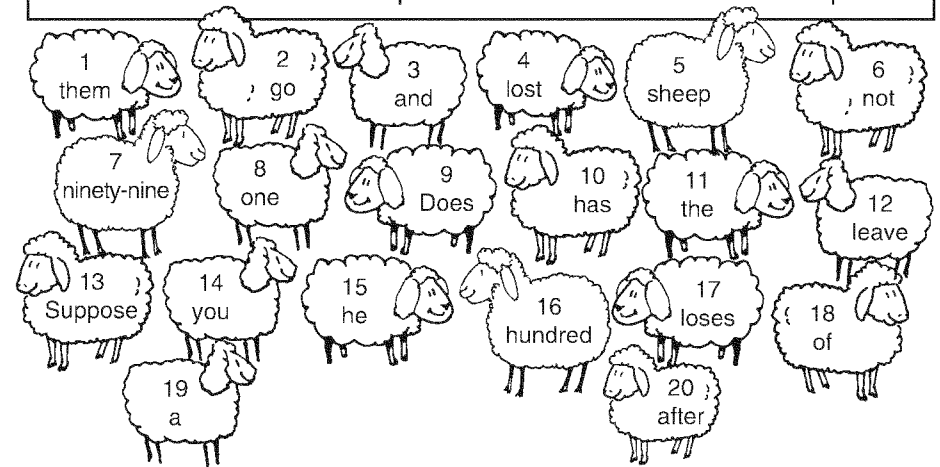 1
them
2
go
3
and
4
lost
5
sheep
6
not
7
ninety-nine
8
one
9
Does
10
has
11
the
12
leave
13
Suppose
14
you
15
he
16
hundred
17
loses
18
of
19
a
20
after